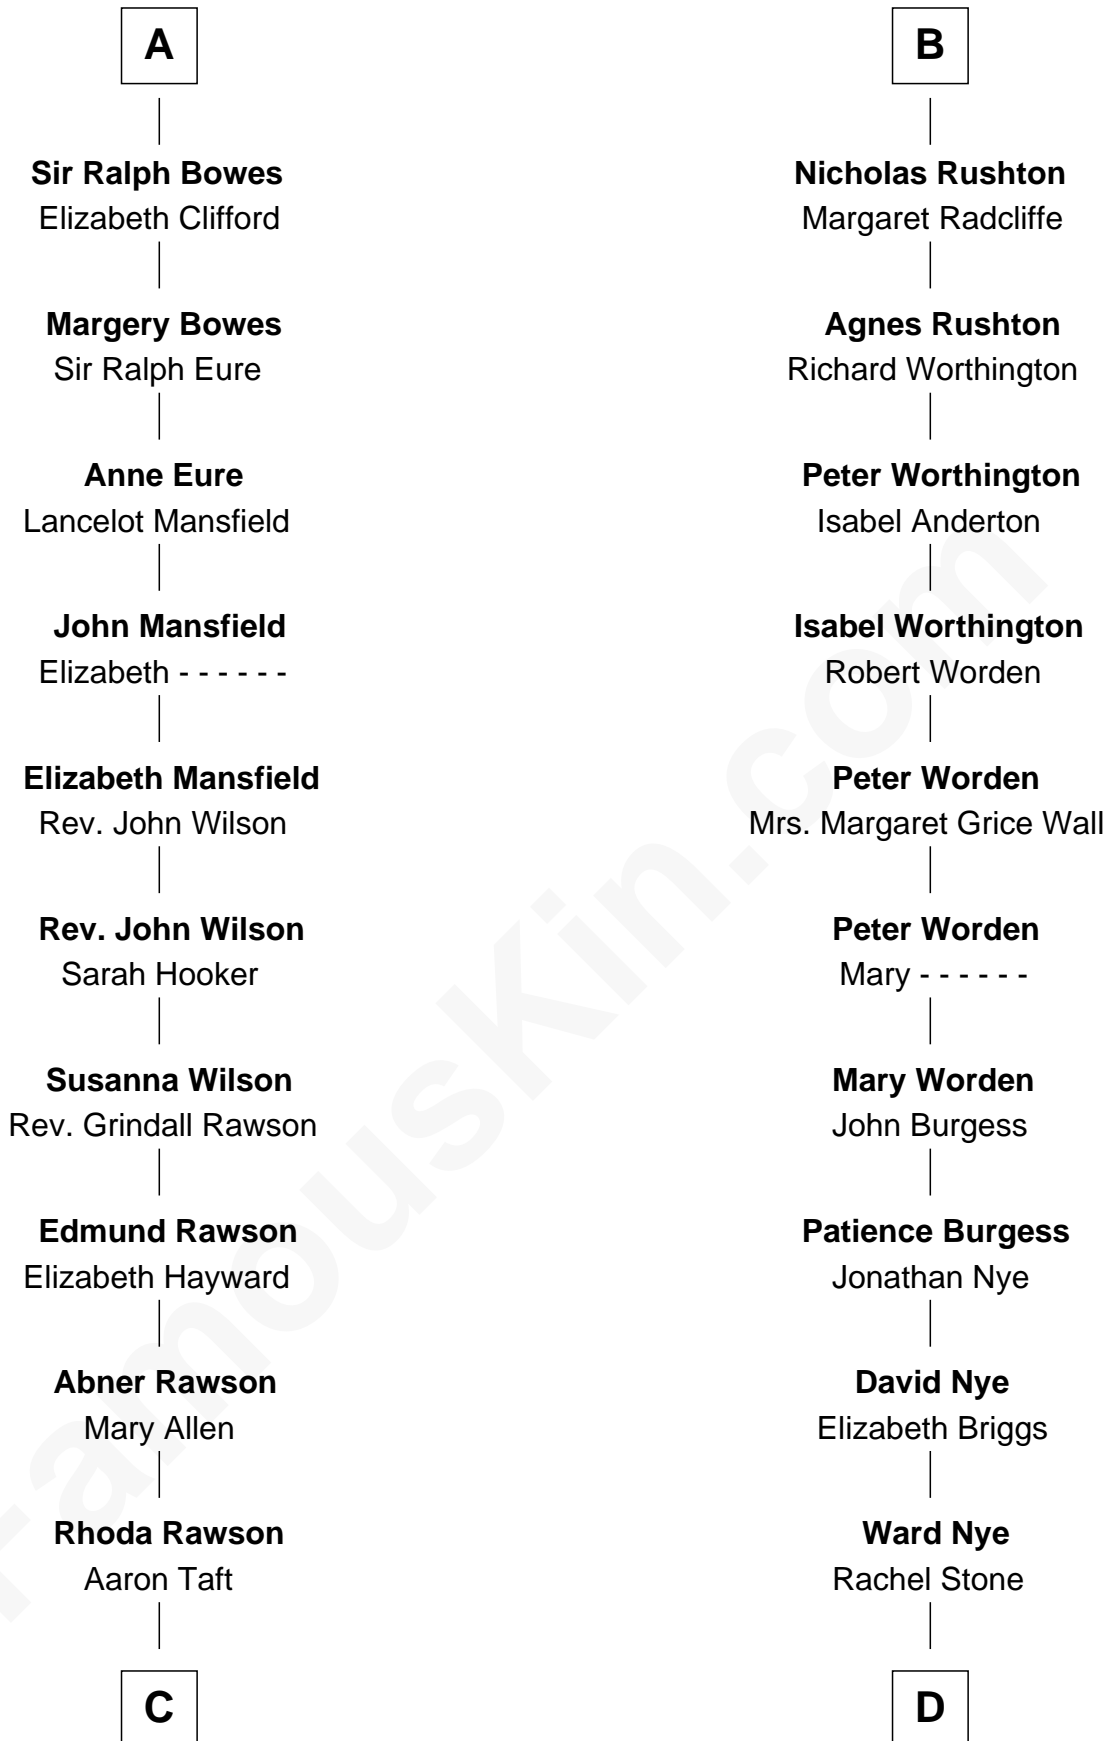 A
Sir Ralph Bowes
Elizabeth Clifford
Margery Bowes
Sir Ralph Eure
Anne Eure
Lancelot Mansfield
John Mansfield
Elizabeth - - - - - -
Elizabeth Mansfield
Rev. John Wilson
Rev. John Wilson
Sarah Hooker
Susanna Wilson
Rev. Grindall Rawson
Edmund Rawson
Elizabeth Hayward
Abner Rawson
Mary Allen
Rhoda Rawson
Aaron Taft
C
B
Nicholas Rushton
Margaret Radcliffe
Agnes Rushton
Richard Worthington
Peter Worthington
Isabel Anderton
Isabel Worthington
Robert Worden
Peter Worden
Mrs. Margaret Grice Wall
Peter Worden
Mary - - - - - -
Mary Worden
John Burgess
Patience Burgess
Jonathan Nye
David Nye
Elizabeth Briggs
Ward Nye
Rachel Stone
D
FamousKin.com